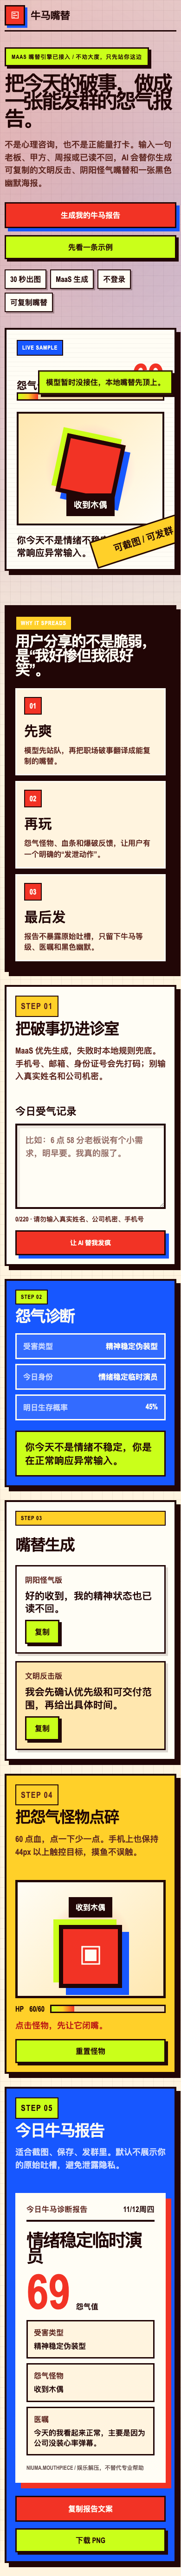 牛马嘴替
MAAS 嘴替引擎已接入 / 不劝大度，只先站你这边
把今天的破事，做成
一张能发群的怨气报
告。
不是心理咨询，也不是正能量打卡。输入一句
老板、甲方、周报或已读不回，AI 会替你生成
可复制的文明反击、阴阳怪气嘴替和一张黑色
幽默海报。
生成我的牛马报告
先看一条示例
30 秒出图
MaaS 生成
不登录
可复制嘴替
LIVE SAMPLE
怨气
模型暂时没接住，本地嘴替先顶上。
收到木偶
你今天不是情绪不稳
常响应异常输入。
可截图 / 可发群
WHY IT SPREADS
用户分享的不是脆弱，
是“我好惨但我很好
笑”。
01
先爽
模型先站队，再把职场破事翻译成能复
制的嘴替。
02
再玩
怨气怪物、血条和爆破反馈，让用户有
一个明确的“发泄动作”。
03
最后发
报告不暴露原始吐槽，只留下牛马等
级、医嘱和黑色幽默。
STEP 01
把破事扔进诊室
MaaS 优先生成，失败时本地规则兜底。
手机号、邮箱、身份证号会先打码；别输
入真实姓名和公司机密。
今日受气记录
比如：6 点 58 分老板说有个小需
求，明早要。我真的服了。
0/220 · 请勿输入真实姓名、公司机密、手机号
让 AI 替我发疯
STEP 02
怨气诊断
受害类型
精神稳定伪装型
今日身份
情绪稳定临时演员
明日生存概率
45%
你今天不是情绪不稳定，你是
在正常响应异常输入。
STEP 03
嘴替生成
阴阳怪气版
好的收到，我的精神状态也已
读不回。
复制
文明反击版
我会先确认优先级和可交付范
围，再给出具体时间。
复制
STEP 04
把怨气怪物点碎
60 点血，点一下少一点。手机上也保持
44px 以上触控目标，摸鱼不误触。
收到木偶
HP 60/60
点击怪物，先让它闭嘴。
重置怪物
STEP 05
今日牛马报告
适合截图、保存、发群里。默认不展示你
的原始吐槽，避免泄露隐私。
今日牛马诊断报告
11/12周四
情绪稳定临时演
员
69 怨气值
受害类型
精神稳定伪装型
怨气怪物
收到木偶
医嘱
今天的我看起来正常，主要是因为
公司没装心率弹幕。
NIUMA.MOUTHPIECE / 娱乐解压，不替代专业帮助
复制报告文案
下载 PNG